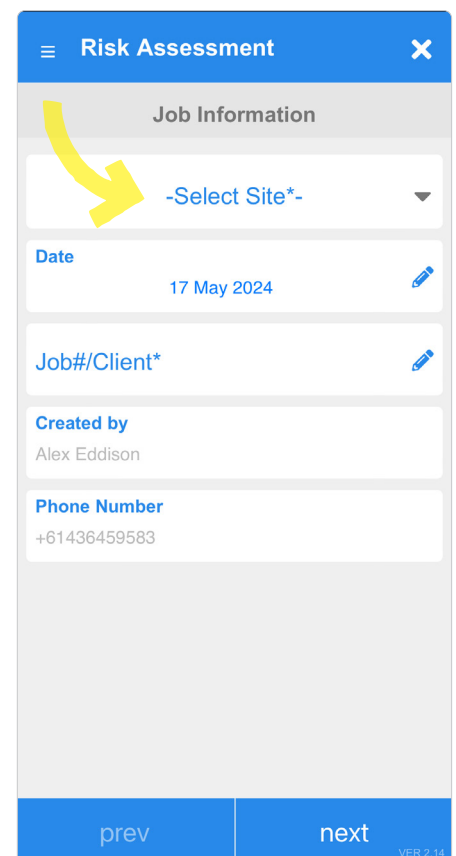 Risk Assessment
Job Information
-Select Site*-
Date
17 May 2024
Job#/Client*
Created by
Alex Eddison
Phone Number
+61436459583
prev
next
VER 2.14